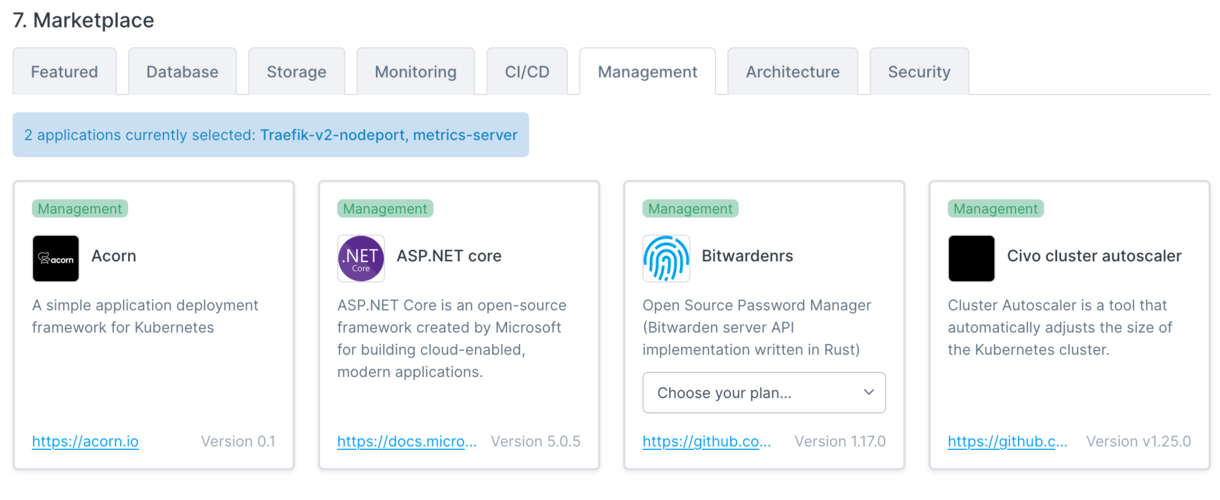 7. Marketplace
Featured
Database
Storage
Monitoring
CI/CD
Management
Architecture
Security
2 applications currently selected: Traefik-v2-nodeport, metrics-server
Management
acorn
Acorn
A simple application deployment
framework for Kubernetes
https://acorn.io
Version 0.1
Management
.NET
Core
ASP.NET core
ASP.NET Core is an open-source
framework created by Microsoft
for building cloud-enabled,
modern applications.
https://docs.micro...
Version 5.0.5
Management
Bitwardenrs
Open Source Password Manager
(Bitwarden server API
implementation written in Rust)
Choose your plan...
https://github.co...
Version 1.17.0
Management
Civo cluster autoscaler
Cluster Autoscaler is a tool that
automatically adjusts the size of
the Kubernetes cluster.
https://github.c...
Version v1.25.0